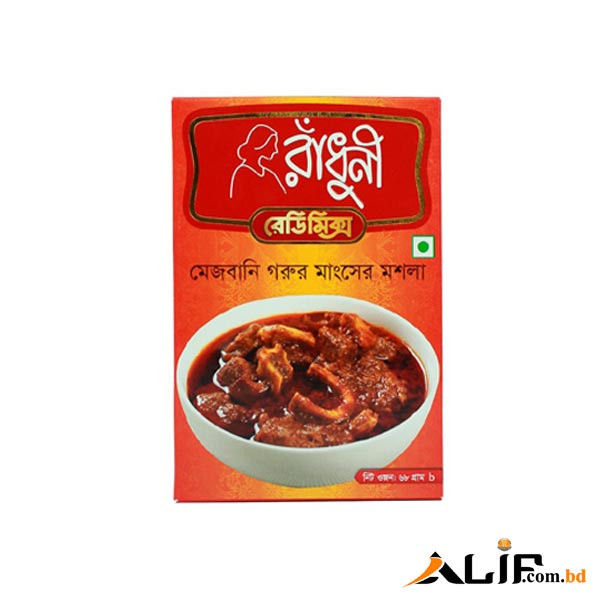 রাঁধুনী
রেডিমিক্স
মেজবানি গরুর মাংসের মশলা
নিট ওজন: ৬৮ গ্রাম ৳
ALIF.com.bd